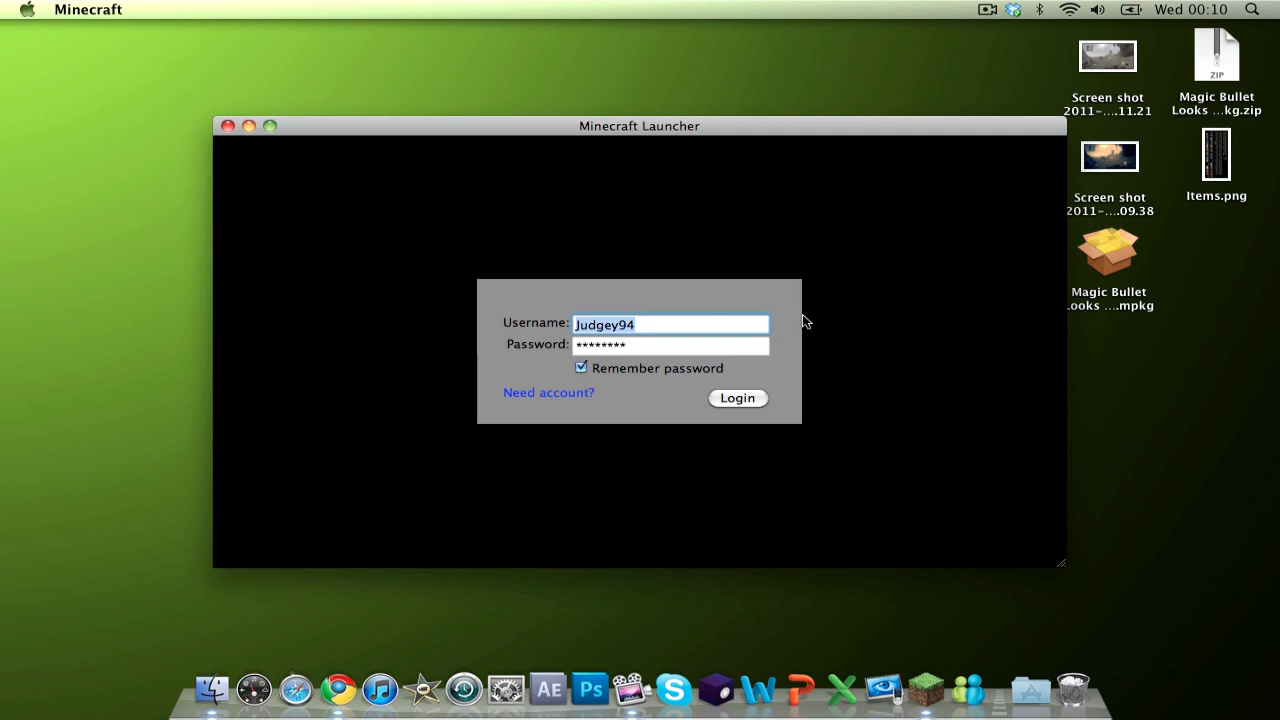 Minecraft
Wed 00:10
Screen shot
2011-....11.21
ZIP
Magic Bullet
Looks ...kg.zip
Minecraft Launcher
Screen shot
2011-....09.38
Items.png
Magic Bullet
Looks ....mpkg
Username: Judgey94
Password: ********
Remember password
Need account?
Login
AE
Ps